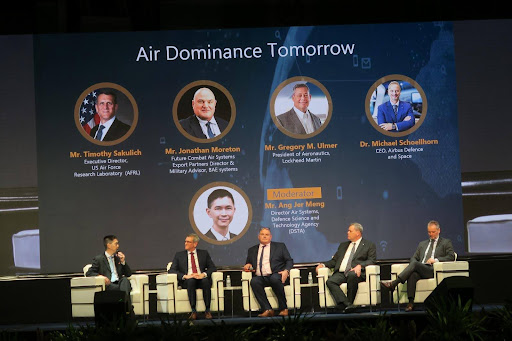 Air Dominance Tomorrow
Mr. Timothy Sakulich
Executive Director,
US Air Force
Research Laboratory (AFRL)
Mr. Jonathan Moreton
Future Combat Air Systems
Export Partners Director &
Military Advisor, BAE systems
Mr. Gregory M. Ulmer
President of Aeronautics,
Lockheed Martin
Dr. Michael Schoellhorn
CEO, Airbus Defence
and Space
Moderator
Mr. Ang Jer Meng
Director Air Systems,
Defence Science and
Technology Agency
(DSTA)